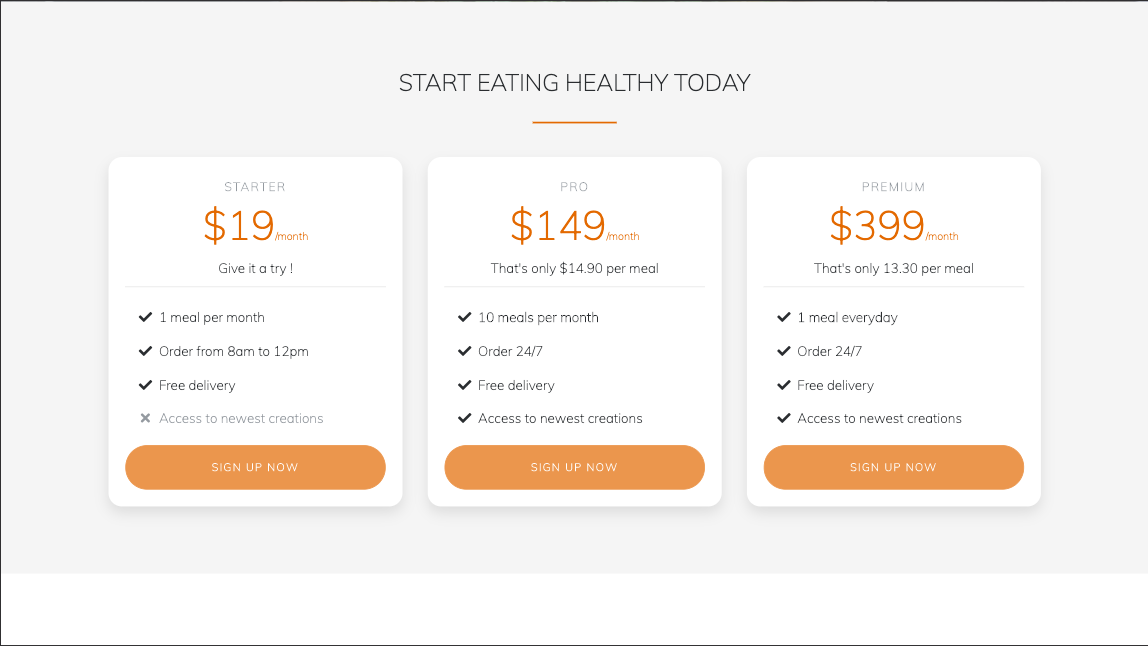 START EATING HEALTHY TODAY
STARTER
$19/month
Give it a try !
1 meal per month
Order from 8am to 12pm
Free delivery
Access to newest creations
SIGN UP NOW
PRO
$149/month
That's only $14.90 per meal
10 meals per month
Order 24/7
Free delivery
Access to newest creations
SIGN UP NOW
PREMIUM
$399/month
That's only 13.30 per meal
1 meal everyday
Order 24/7
Free delivery
Access to newest creations
SIGN UP NOW